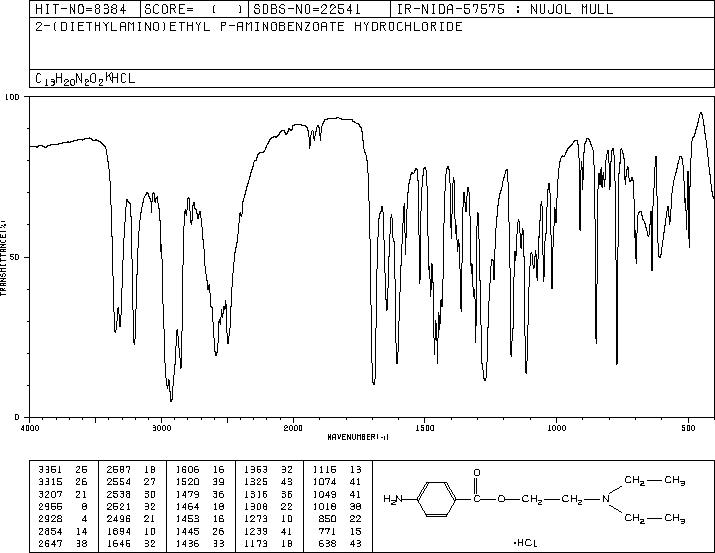 HIT-NO=8384 SCORE= ( ) SDBS-NO=22541 IR-NIDA-57575 : NUJOL MULL
2-(DIETHYLAMINO)ETHYL P-AMINOBENZOATE HYDROCHLORIDE
C13H20N2O2*HCL
100
TRANSMITTANCE(%)
50
0
4000 3000 2000 1500 1000 500
WAVENUMBER(-1)
3351 25 2587 18 1606 16 1363 32 1115 13
3315 26 2554 27 1520 39 1325 43 1074 41
3207 21 2538 30 1479 36 1316 36 1049 41
2955 8 2521 32 1464 18 1308 22 1018 38
2928 4 2496 21 1453 16 1273 10 850 22
2854 14 1694 10 1445 26 1239 41 771 15
2647 38 1646 32 1436 33 1173 18 638 43
O
CH2 CH3
H2N C O CH2 CH2 N
CH2 CH3
·HCL